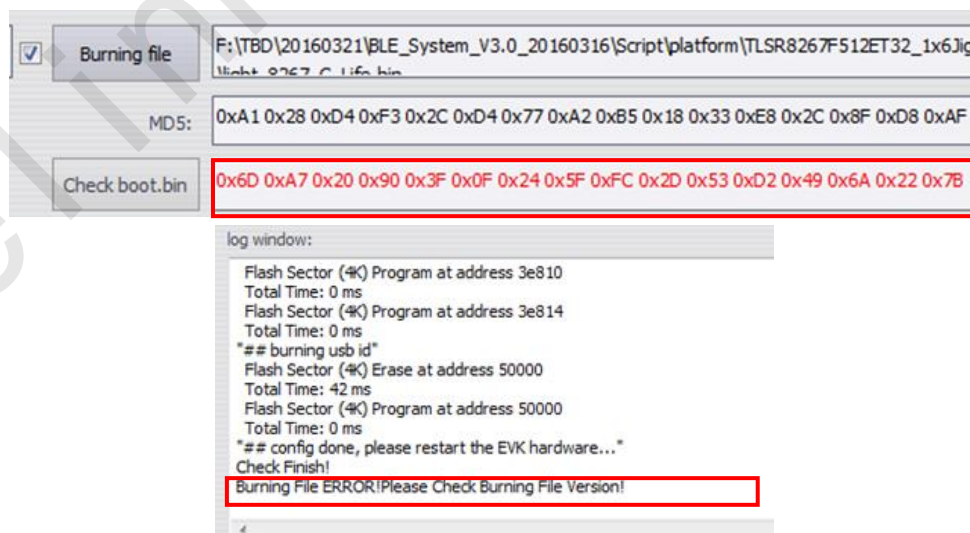 Burning file
F:\TBD\20160321\BLE_System_V3.0_20160316\Script\platform\TLSR8267F512ET32_1x6Jig
\light_8267_C_Life.bin
MD5:
0xA1 0x28 0xD4 0xF3 0x2C 0xD4 0x77 0xA2 0xB5 0x18 0x33 0xE8 0x2C 0x8F 0xD8 0xAF
Check boot.bin
0x6D 0xA7 0x20 0x90 0x3F 0x0F 0x24 0x5F 0xFC 0x2D 0x53 0xD2 0x49 0x6A 0x22 0x7B
log window:
Flash Sector (4K) Program at address 3e810
Total Time: 0 ms
Flash Sector (4K) Program at address 3e814
Total Time: 0 ms
"## burning usb id"
Flash Sector (4K) Erase at address 50000
Total Time: 42 ms
Flash Sector (4K) Program at address 50000
Total Time: 0 ms
"## config done, please restart the EVK hardware..."
Check Finish!
Burning File ERROR!Please Check Burning File Version!